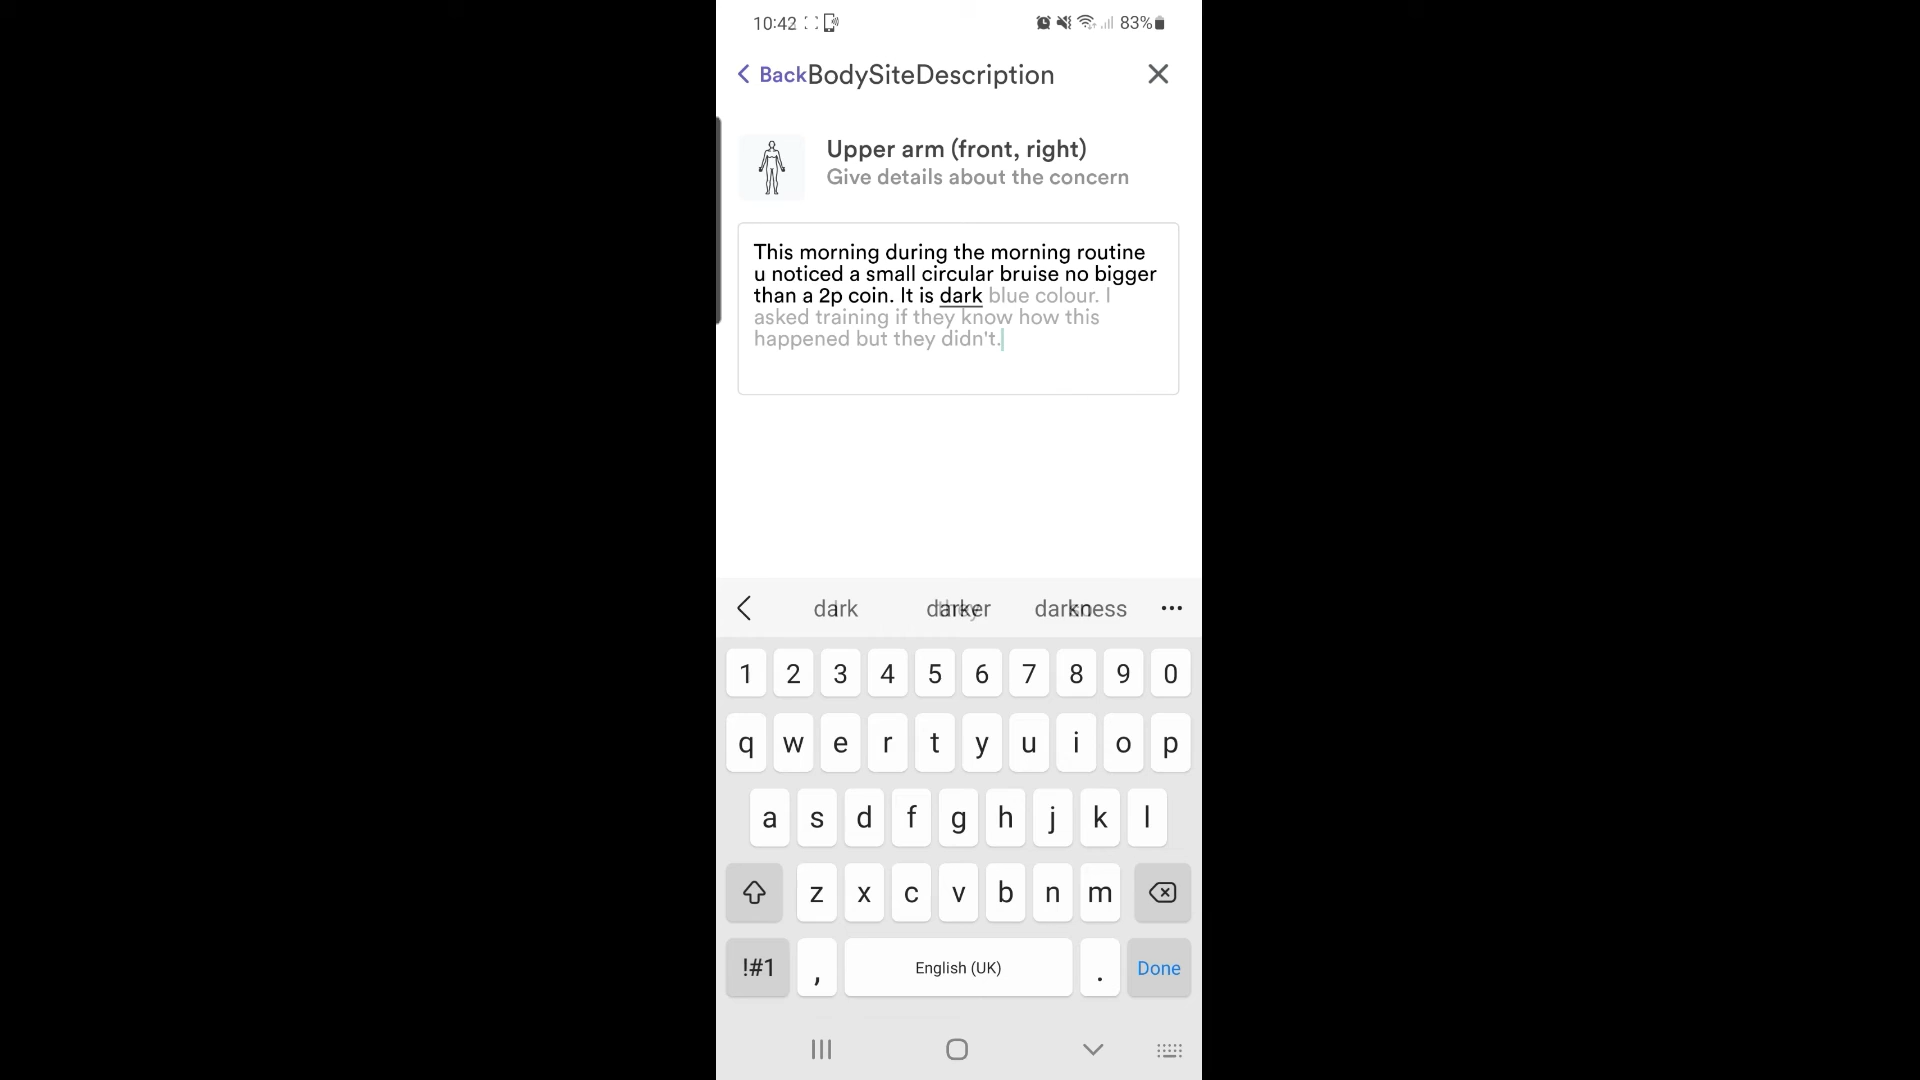 10:42 83%
Back BodySiteDescription
Upper arm (front, right)
Give details about the concern
This morning during the morning routine
u noticed a small circular bruise no bigger
than a 2p coin. It is dark blue colour. I
asked training if they know how this
happened but they didn't.
dark darker darkness
1 2 3 4 5 6 7 8 9 0
q w e r t y u i o p
a s d f g h j k l
z x c v b n m
!#1 , English (UK) . Done